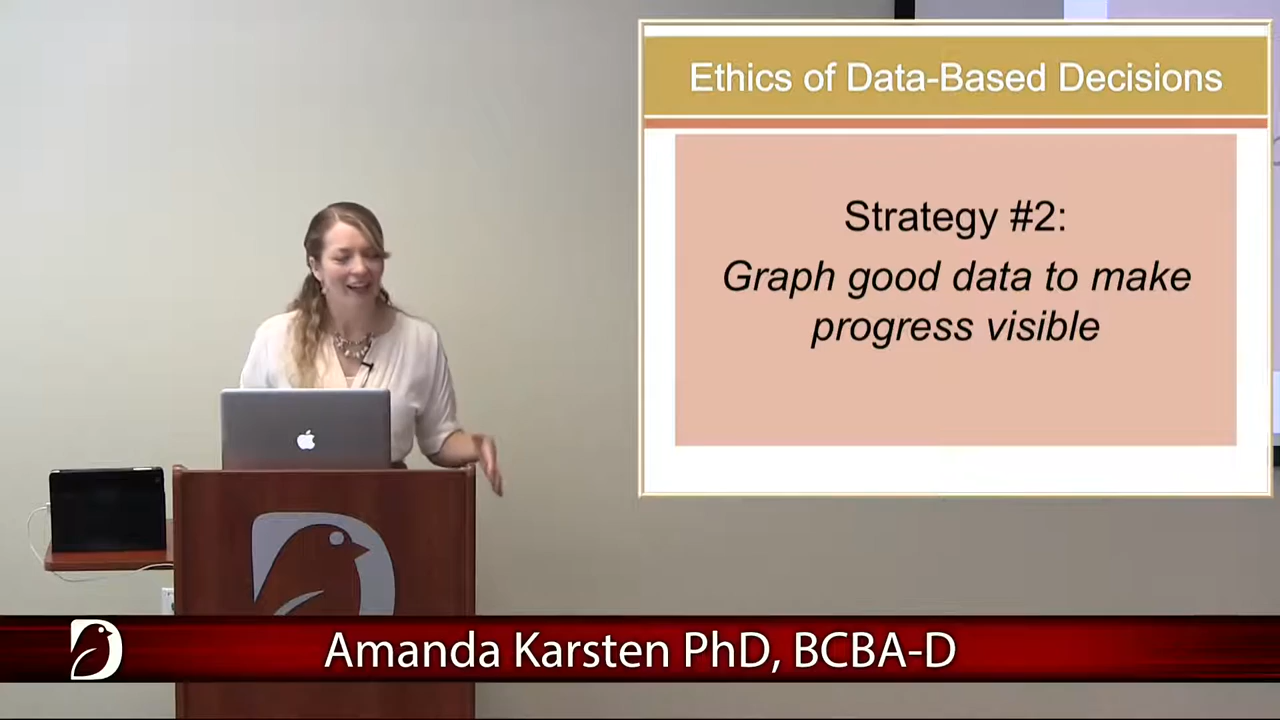 Ethics of Data-Based Decisions
Strategy #2:
Graph good data to make
progress visible
Amanda Karsten PhD, BCBA-D